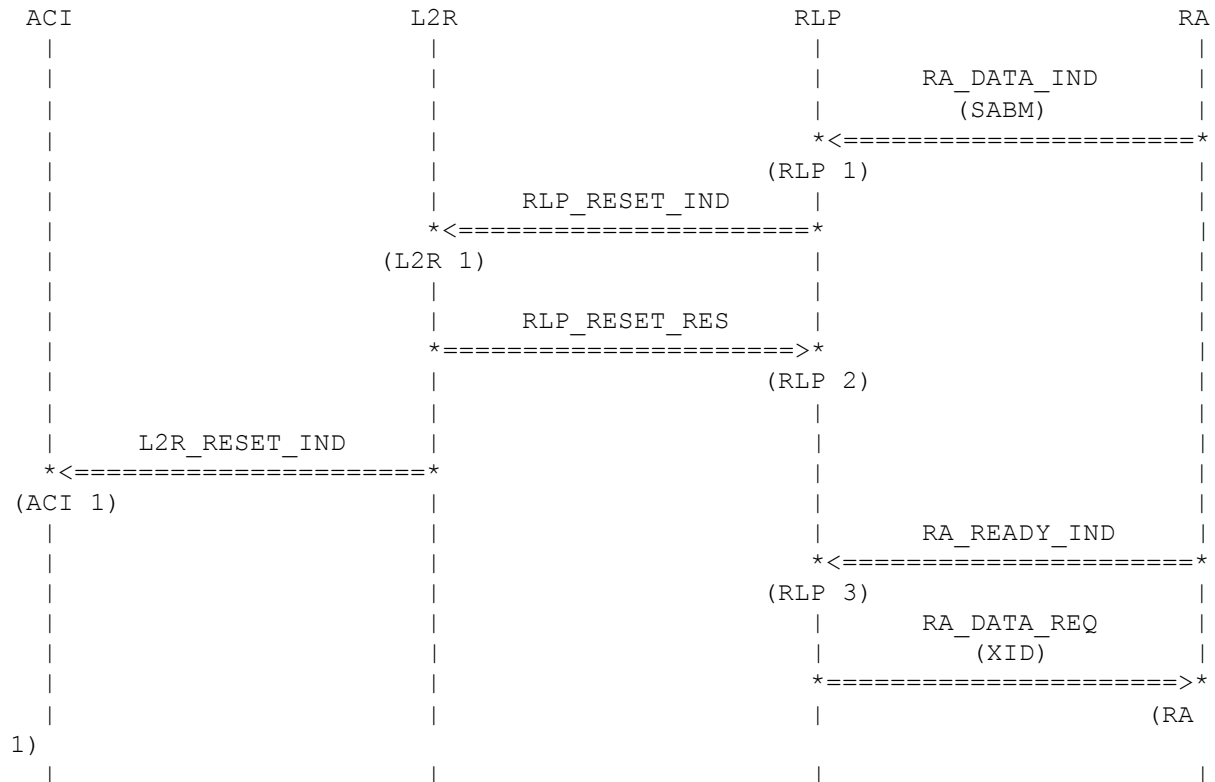 ACI L2R RLP RA
| | | |
| | | RA_DATA_IND |
| | | (SABM) |
| | *<======================*
| | (RLP 1) |
| | RLP_RESET_IND | |
| *<======================* |
| (L2R 1) | |
| | | |
| | RLP_RESET_RES | |
| *======================>* |
| | (RLP 2) |
| | | |
| L2R_RESET_IND | | |
*<======================* | |
(ACI 1) | | |
| | | RA_READY_IND |
| | *<======================*
| | (RLP 3) |
| | | RA_DATA_REQ |
| | | (XID) |
| | *======================>*
| | | (RA
1)
| | | |